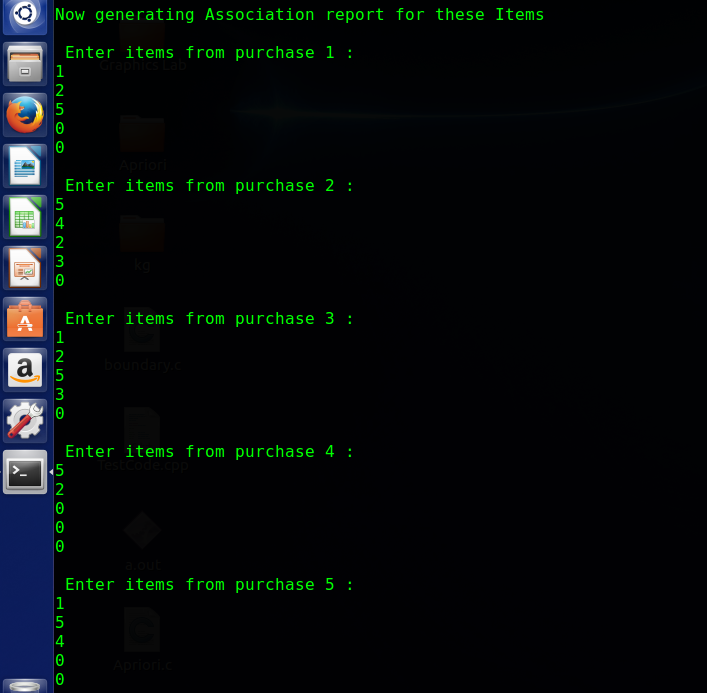 Now generating Association report for these Items
Enter items from purchase 1 :
1
2
5
0
0
Enter items from purchase 2 :
5
4
2
3
0
Enter items from purchase 3 :
1
2
5
3
0
Enter items from purchase 4 :
5
2
0
0
0
Enter items from purchase 5 :
1
5
4
0
0
Graphics Lab
Apriori
kg
boundary.c
TestCode.cpp
a.out
Apriori.c